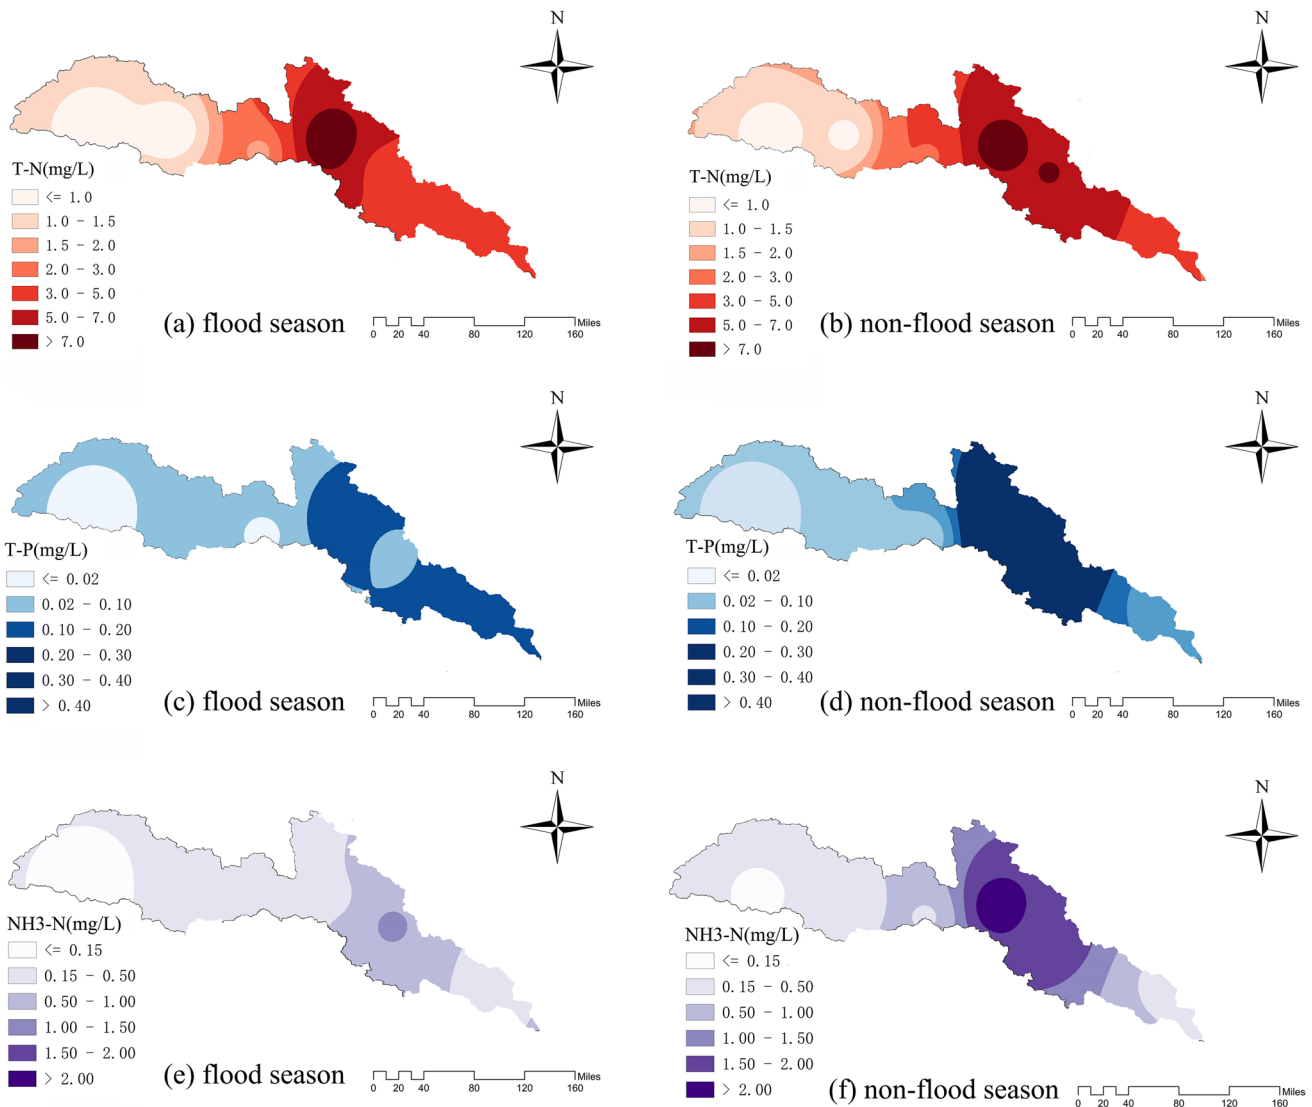 N
T-N(mg/L)
<= 1.0
1.0 - 1.5
1.5 - 2.0
2.0 - 3.0
3.0 - 5.0
5.0 - 7.0
> 7.0
(a) flood season
0 20 40 80 120 160 Miles
N
T-N(mg/L)
<= 1.0
1.0 - 1.5
1.5 - 2.0
2.0 - 3.0
3.0 - 5.0
5.0 - 7.0
> 7.0
(b) non-flood season
0 20 40 80 120 160 Miles
N
T-P(mg/L)
<= 0.02
0.02 - 0.10
0.10 - 0.20
0.20 - 0.30
0.30 - 0.40
> 0.40
(c) flood season
0 20 40 80 120 160 Miles
N
T-P(mg/L)
<= 0.02
0.02 - 0.10
0.10 - 0.20
0.20 - 0.30
0.30 - 0.40
> 0.40
(d) non-flood season
0 20 40 80 120 160 Miles
N
NH3-N(mg/L)
<= 0.15
0.15 - 0.50
0.50 - 1.00
1.00 - 1.50
1.50 - 2.00
> 2.00
(e) flood season
0 20 40 80 120 160 Miles
N
NH3-N(mg/L)
<= 0.15
0.15 - 0.50
0.50 - 1.00
1.00 - 1.50
1.50 - 2.00
> 2.00
(f) non-flood season
0 20 40 80 120 160 Miles